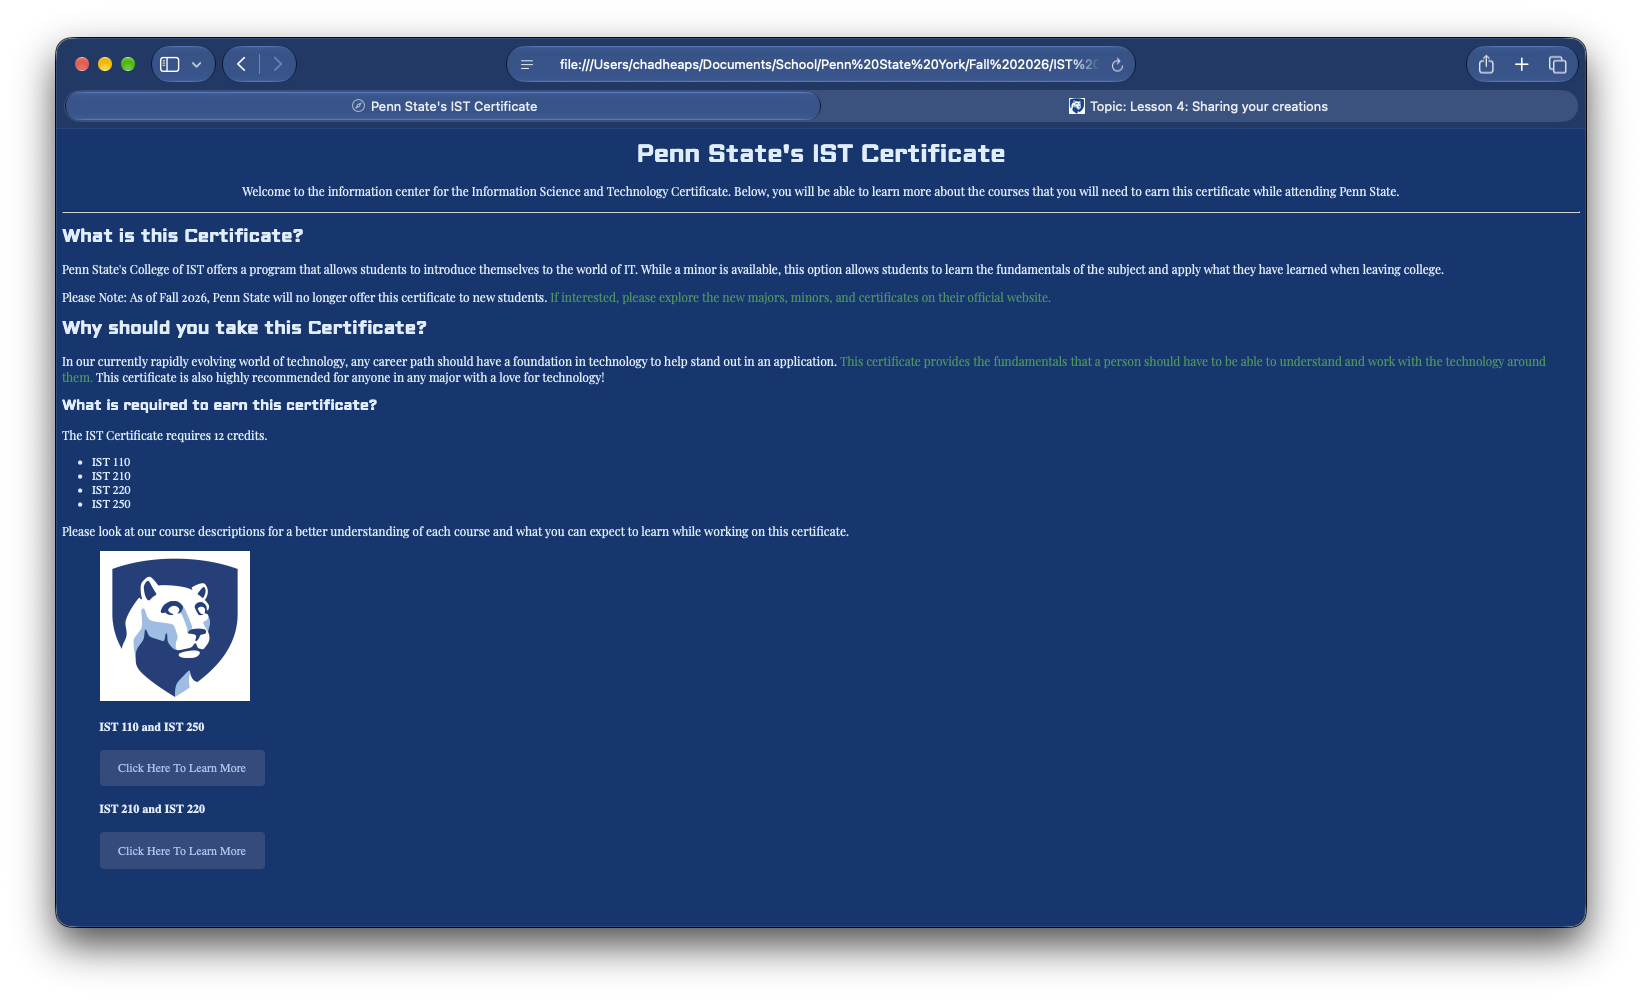 file:///Users/chadheaps/Documents/School/Penn%20State%20York/Fall%202026/IST%20
Penn State's IST Certificate
Topic: Lesson 4: Sharing your creations
Penn State's IST Certificate
Welcome to the information center for the Information Science and Technology Certificate. Below, you will be able to learn more about the courses that you will need to earn this certificate while attending Penn State.
What is this Certificate?
Penn State's College of IST offers a program that allows students to introduce themselves to the world of IT. While a minor is available, this option allows students to learn the fundamentals of the subject and apply what they have learned when leaving college.
Please Note: As of Fall 2026, Penn State will no longer offer this certificate to new students. If interested, please explore the new majors, minors, and certificates on their official website.
Why should you take this Certificate?
In our currently rapidly evolving world of technology, any career path should have a foundation in technology to help stand out in an application. This certificate provides the fundamentals that a person should have to be able to understand and work with the technology around
them. This certificate is also highly recommended for anyone in any major with a love for technology!
What is required to earn this certificate?
The IST Certificate requires 12 credits.
• IST 110
• IST 210
• IST 220
• IST 250
Please look at our course descriptions for a better understanding of each course and what you can expect to learn while working on this certificate.
IST 110 and IST 250
Click Here To Learn More
IST 210 and IST 220
Click Here To Learn More